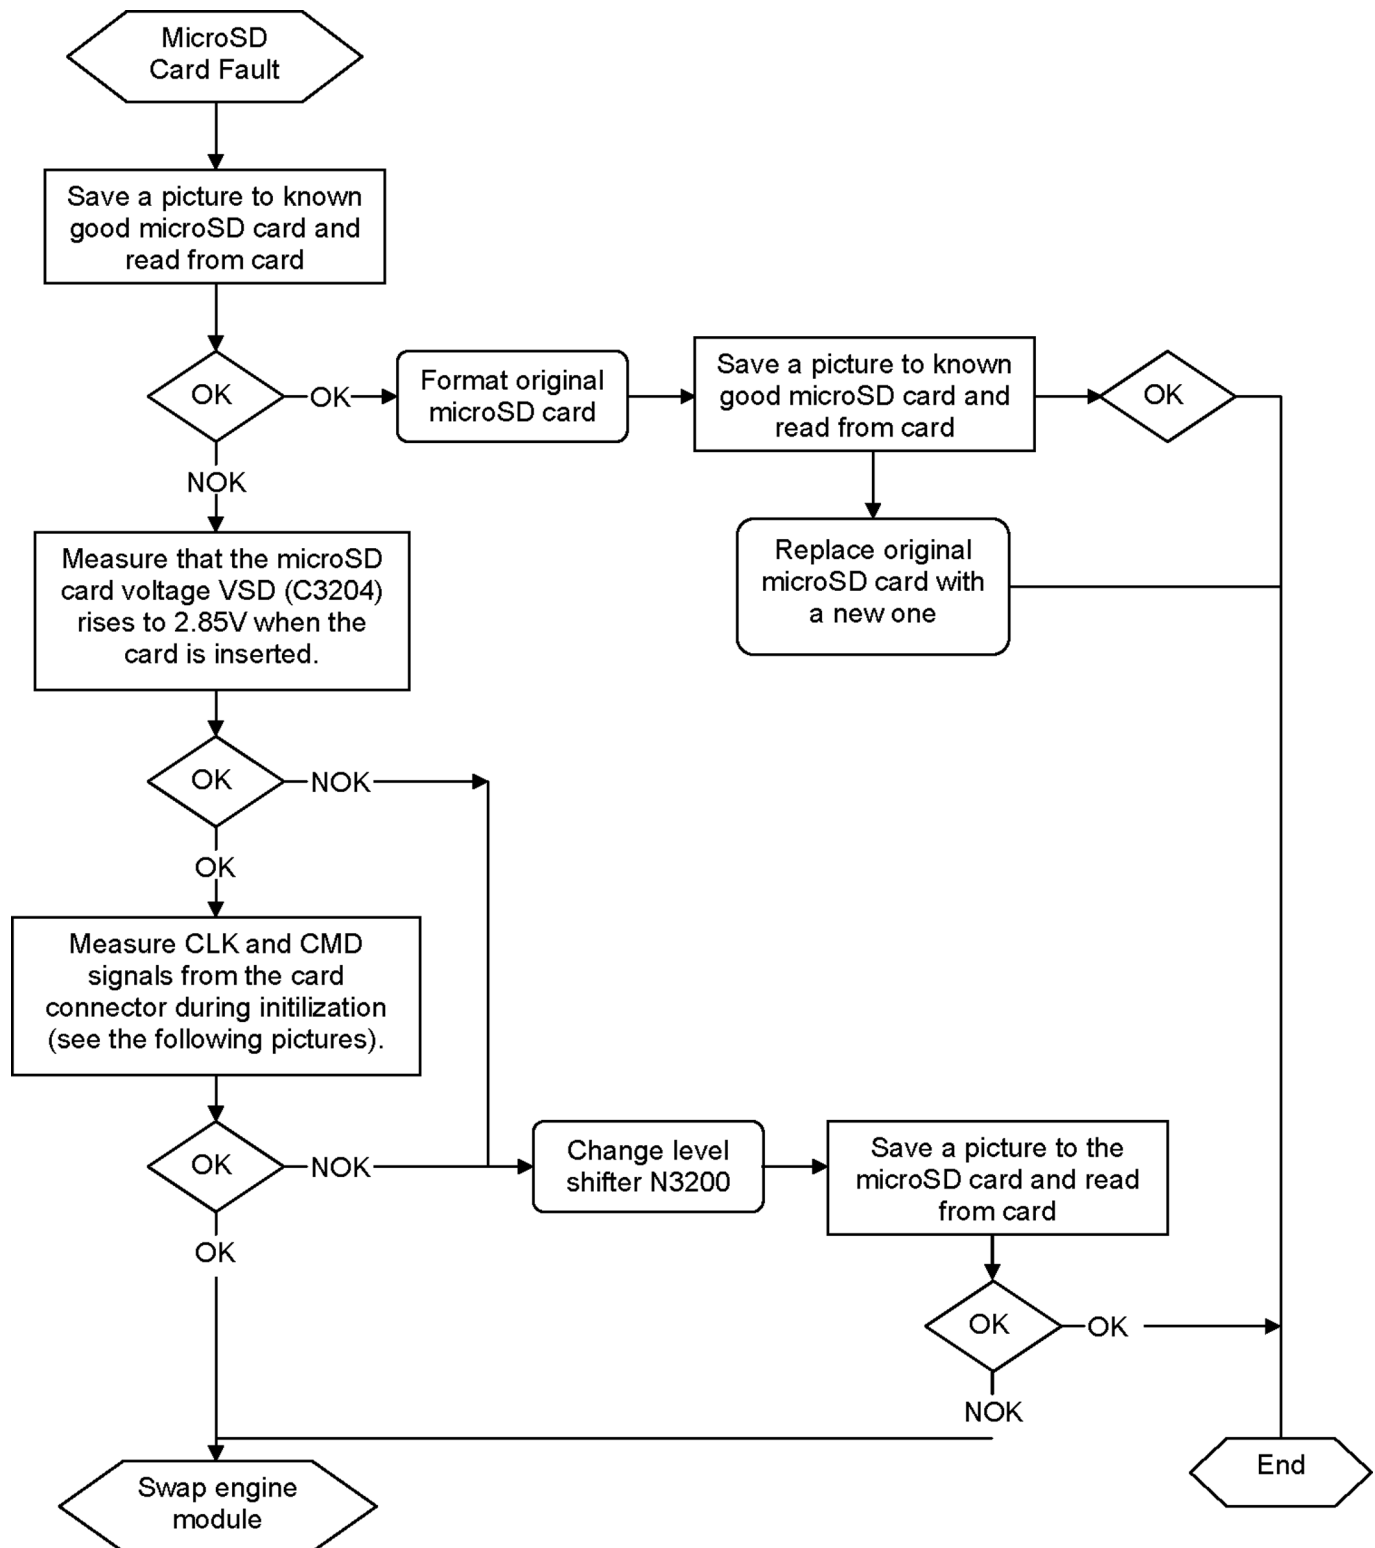 MicroSD
Card Fault
Save a picture to known
good microSD card and
read from card
OK
OK
Format original
microSD card
Save a picture to known
good microSD card and
read from card
OK
NOK
Replace original
microSD card with
a new one
Measure that the microSD
card voltage VSD (C3204)
rises to 2.85V when the
card is inserted.
OK
NOK
OK
Measure CLK and CMD
signals from the card
connector during initilization
(see the following pictures).
OK
NOK
Change level
shifter N3200
Save a picture to the
microSD card and read
from card
OK
OK
OK
NOK
End
Swap engine
module